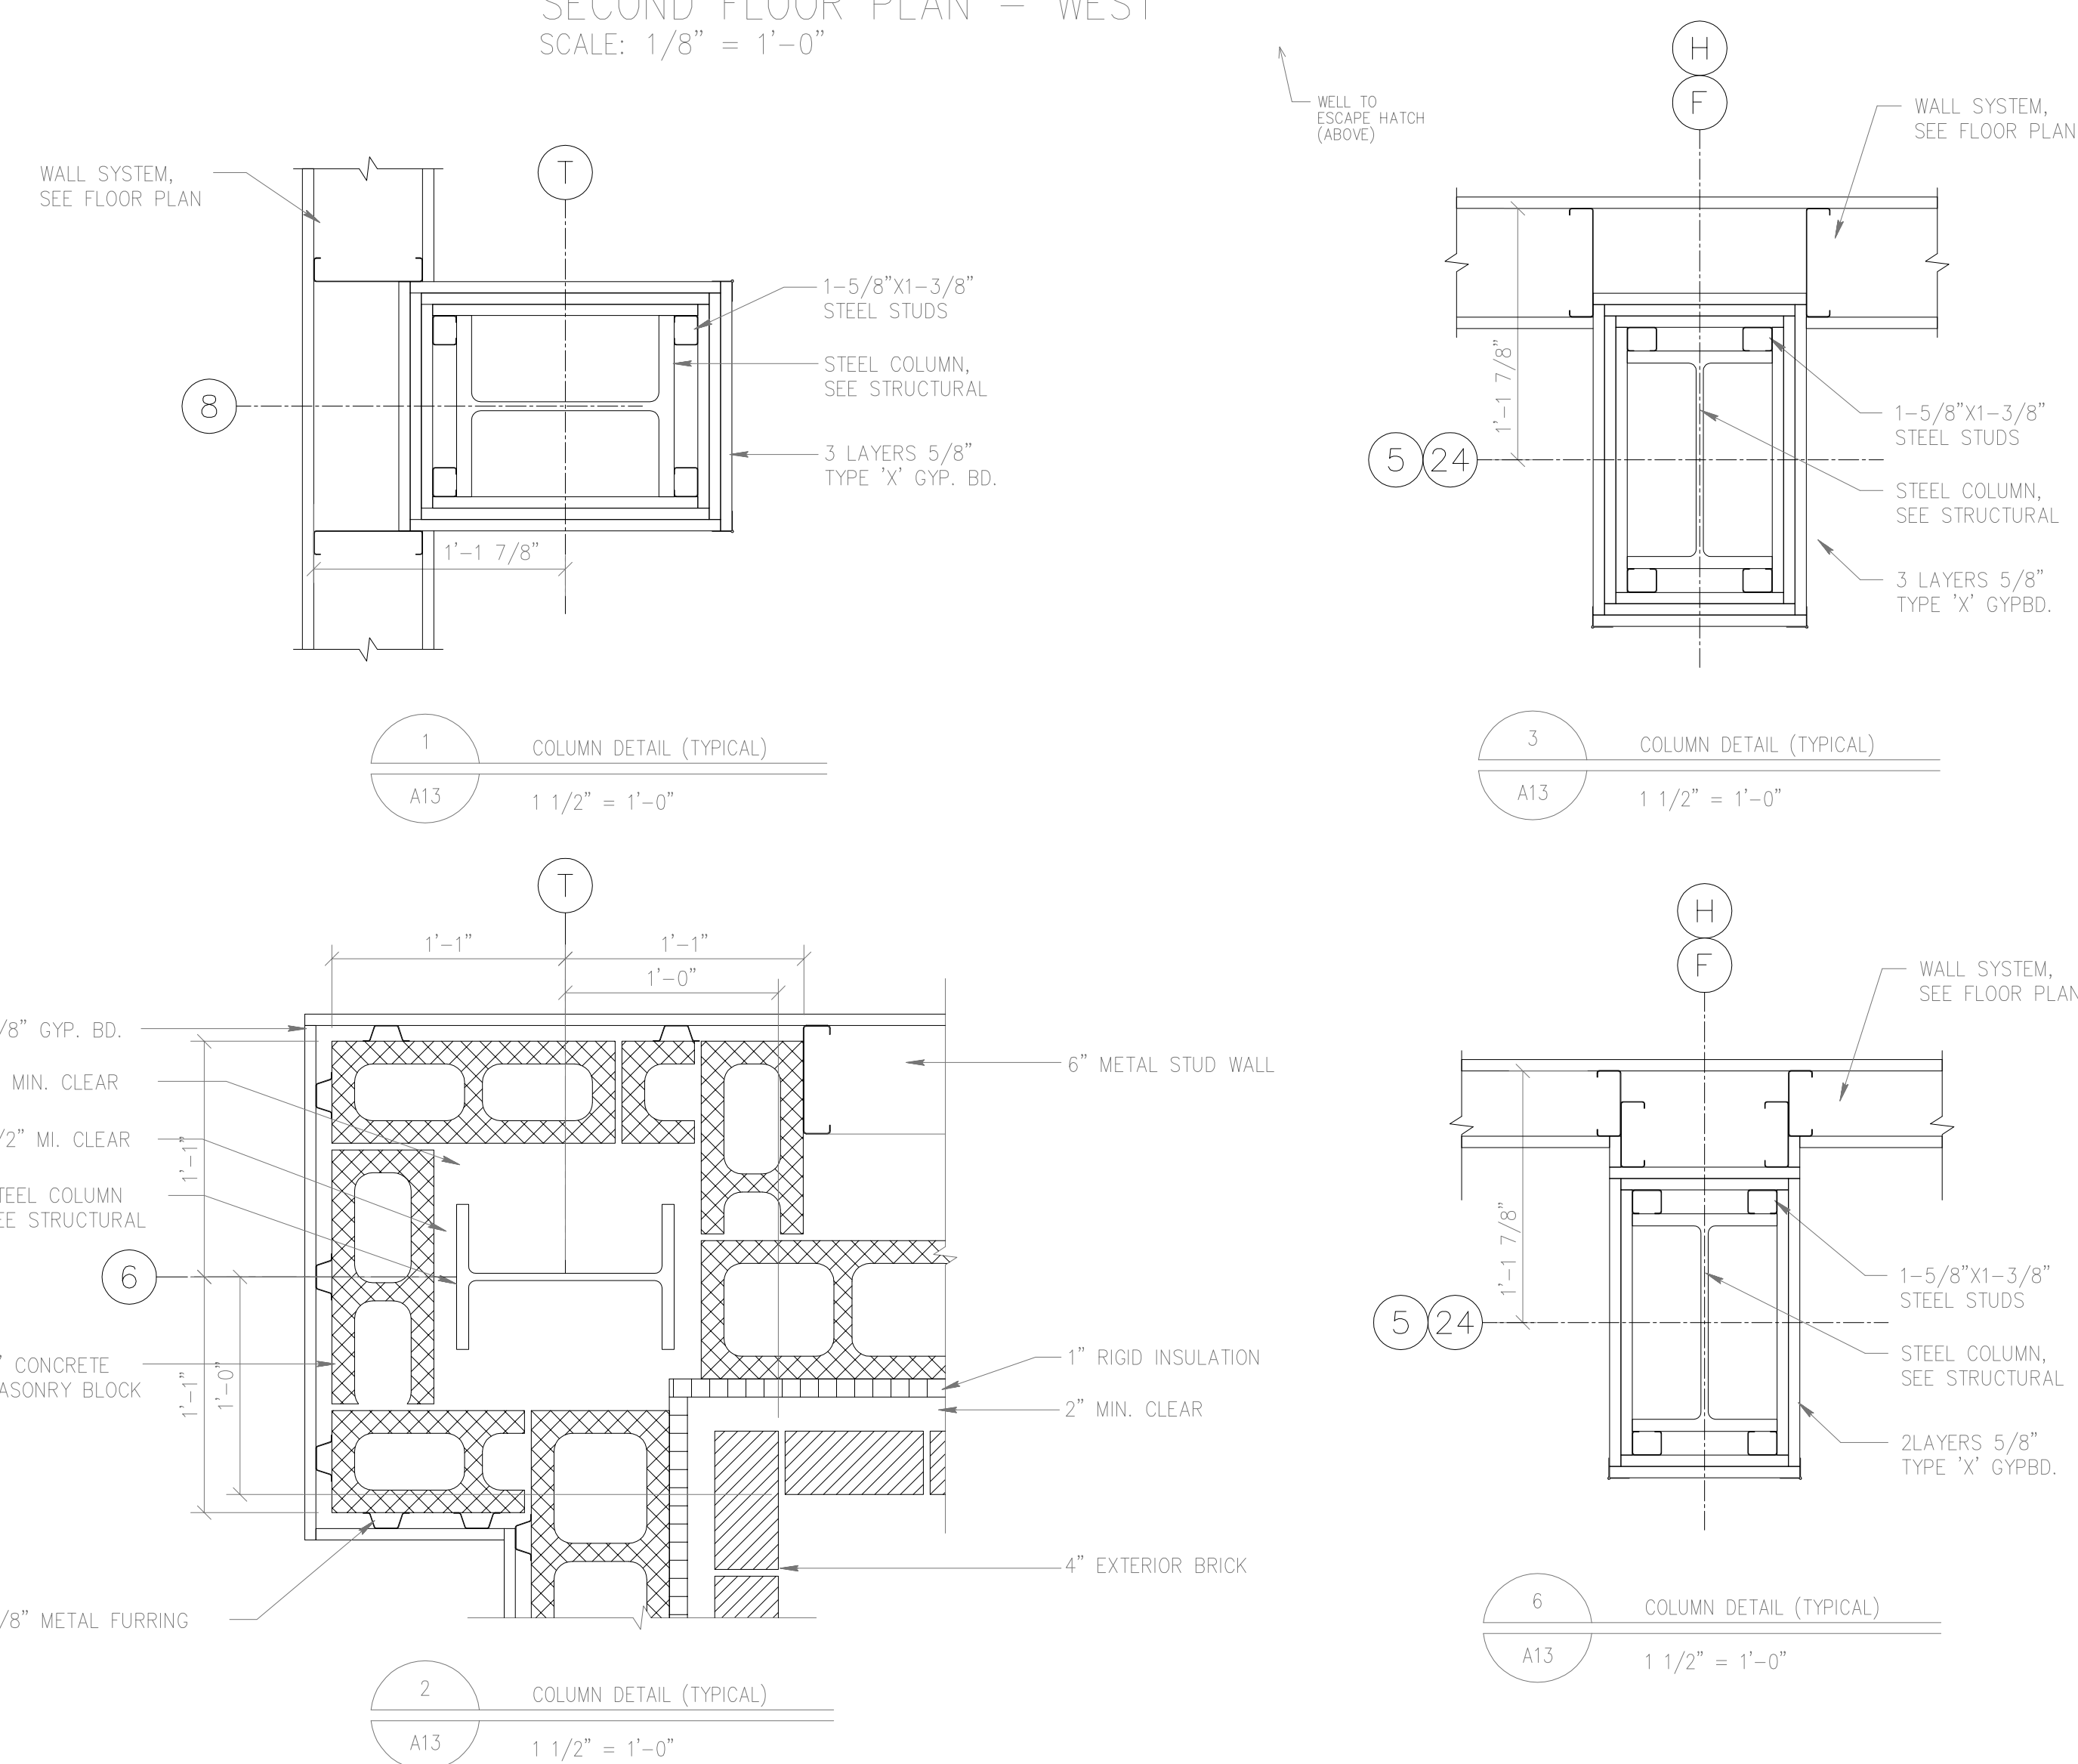 SECOND FLOOR PLAN – WEST
SCALE: 1/8" = 1'-0"
WELL TO
ESCAPE HATCH
(ABOVE)
WALL SYSTEM,
SEE FLOOR PLAN
T
8
1-5/8"X1-3/8"
STEEL STUDS
STEEL COLUMN,
SEE STRUCTURAL
3 LAYERS 5/8"
TYPE 'X' GYP. BD.
1'-1 7/8"
1
A13
COLUMN DETAIL (TYPICAL)
1 1/2" = 1'-0"
H
F
WALL SYSTEM,
SEE FLOOR PLAN
1'-1 7/8"
5
24
1-5/8"X1-3/8"
STEEL STUDS
STEEL COLUMN,
SEE STRUCTURAL
3 LAYERS 5/8"
TYPE 'X' GYPBD.
3
A13
COLUMN DETAIL (TYPICAL)
1 1/2" = 1'-0"
T
1'-1"
1'-1"
1'-0"
/8" GYP. BD.
MIN. CLEAR
/2" MI. CLEAR
TEEL COLUMN
EE STRUCTURAL
1'-1"
6
" CONCRETE
ASONRY BLOCK
1'-1"
1'-0"
/8" METAL FURRING
6" METAL STUD WALL
1" RIGID INSULATION
2" MIN. CLEAR
4" EXTERIOR BRICK
2
A13
COLUMN DETAIL (TYPICAL)
1 1/2" = 1'-0"
H
F
WALL SYSTEM,
SEE FLOOR PLAN
1'-1 7/8"
5
24
1-5/8"X1-3/8"
STEEL STUDS
STEEL COLUMN,
SEE STRUCTURAL
2LAYERS 5/8"
TYPE 'X' GYPBD.
6
A13
COLUMN DETAIL (TYPICAL)
1 1/2" = 1'-0"